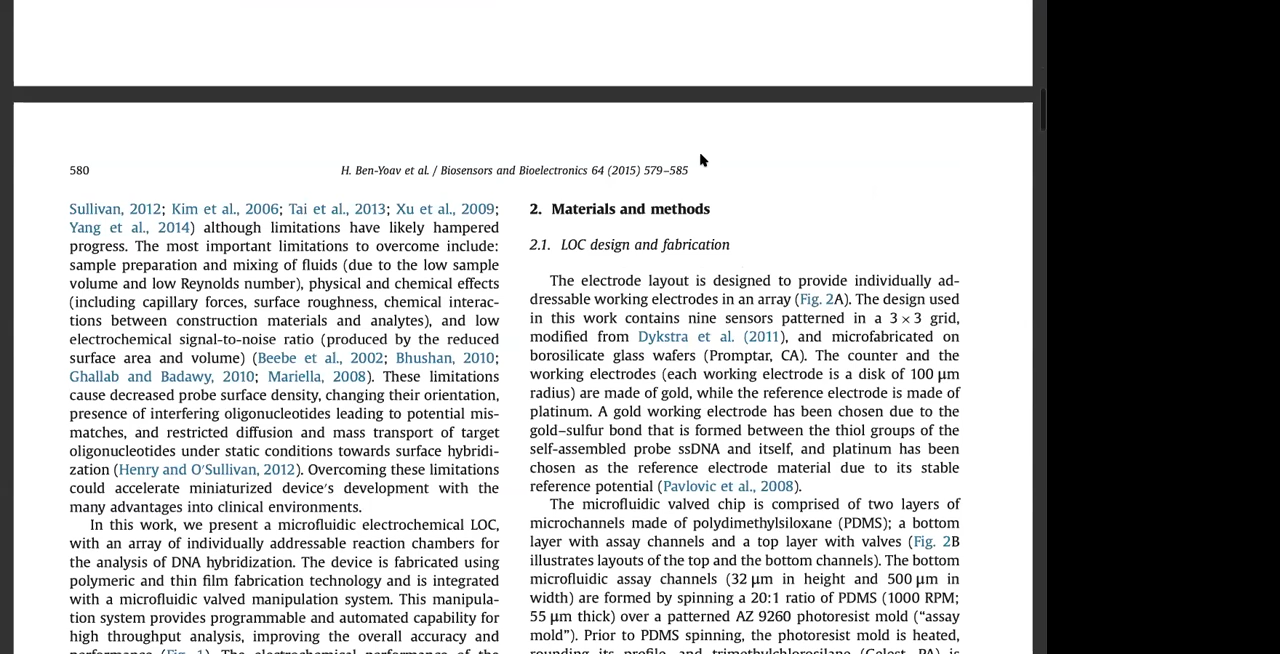 580
H. Ben-Yoav et al. / Biosensors and Bioelectronics 64 (2015) 579–585
Sullivan, 2012; Kim et al., 2006; Tai et al., 2013; Xu et al., 2009;
Yang et al., 2014) although limitations have likely hampered
progress. The most important limitations to overcome include:
sample preparation and mixing of fluids (due to the low sample
volume and low Reynolds number), physical and chemical effects
(including capillary forces, surface roughness, chemical interac-
tions between construction materials and analytes), and low
electrochemical signal-to-noise ratio (produced by the reduced
surface area and volume) (Beebe et al., 2002; Bhushan, 2010;
Ghallab and Badawy, 2010; Mariella, 2008). These limitations
cause decreased probe surface density, changing their orientation,
presence of interfering oligonucleotides leading to potential mis-
matches, and restricted diffusion and mass transport of target
oligonucleotides under static conditions towards surface hybridi-
zation (Henry and O′Sullivan, 2012). Overcoming these limitations
could accelerate miniaturized device′s development with the
many advantages into clinical environments.
In this work, we present a microfluidic electrochemical LOC,
with an array of individually addressable reaction chambers for
the analysis of DNA hybridization. The device is fabricated using
polymeric and thin film fabrication technology and is integrated
with a microfluidic valved manipulation system. This manipula-
tion system provides programmable and automated capability for
high throughput analysis, improving the overall accuracy and
performance (Fig. 1). The electrochemical performance of the
2. Materials and methods
2.1. LOC design and fabrication
The electrode layout is designed to provide individually ad-
dressable working electrodes in an array (Fig. 2A). The design used
in this work contains nine sensors patterned in a 3 × 3 grid,
modified from Dykstra et al. (2011), and microfabricated on
borosilicate glass wafers (Promptar, CA). The counter and the
working electrodes (each working electrode is a disk of 100 μm
radius) are made of gold, while the reference electrode is made of
platinum. A gold working electrode has been chosen due to the
gold–sulfur bond that is formed between the thiol groups of the
self-assembled probe ssDNA and itself, and platinum has been
chosen as the reference electrode material due to its stable
reference potential (Pavlovic et al., 2008).
The microfluidic valved chip is comprised of two layers of
microchannels made of polydimethylsiloxane (PDMS); a bottom
layer with assay channels and a top layer with valves (Fig. 2B
illustrates layouts of the top and the bottom channels). The bottom
microfluidic assay channels (32 μm in height and 500 μm in
width) are formed by spinning a 20:1 ratio of PDMS (1000 RPM;
55 μm thick) over a patterned AZ 9260 photoresist mold (“assay
mold”). Prior to PDMS spinning, the photoresist mold is heated,
rounding its profile, and trimethylchlorosilane (Gelest, PA) is